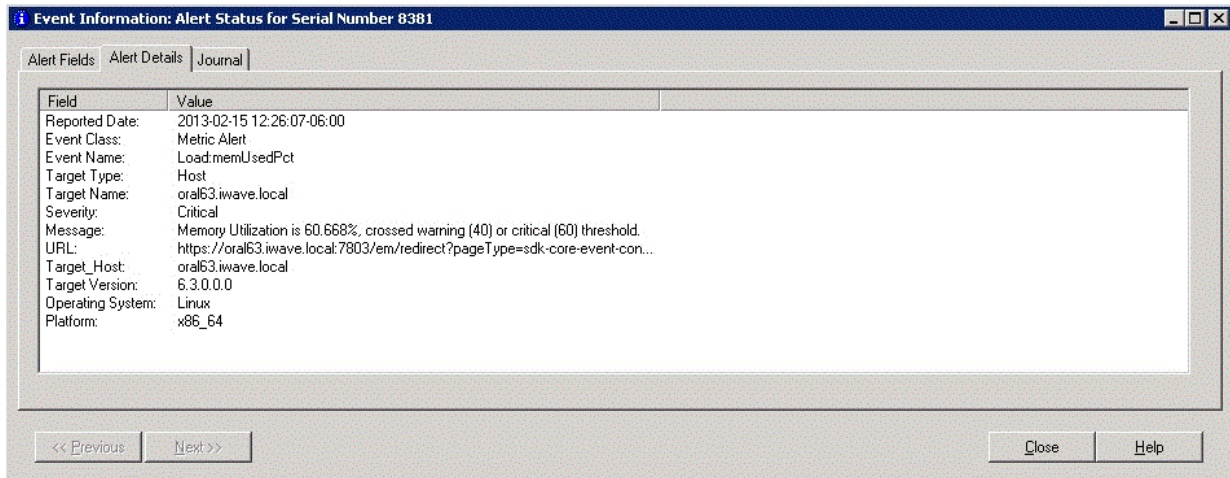 Event Information: Alert Status for Serial Number 8381
Alert Fields Alert Details Journal
Field Value
Reported Date: 2013-02-15 12:26:07-06:00
Event Class: Metric Alert
Event Name: Load:memUsedPct
Target Type: Host
Target Name: oral63.iwave.local
Severity: Critical
Message: Memory Utilization is 60.668%, crossed warning (40) or critical (60) threshold.
URL: https://oral63.iwave.local:7803/em/redirect?pageType=sdk-core-event-con...
Target_Host: oral63.iwave.local
Target Version: 6.3.0.0.0
Operating System: Linux
Platform: x86_64
<< Previous Next >> Close Help